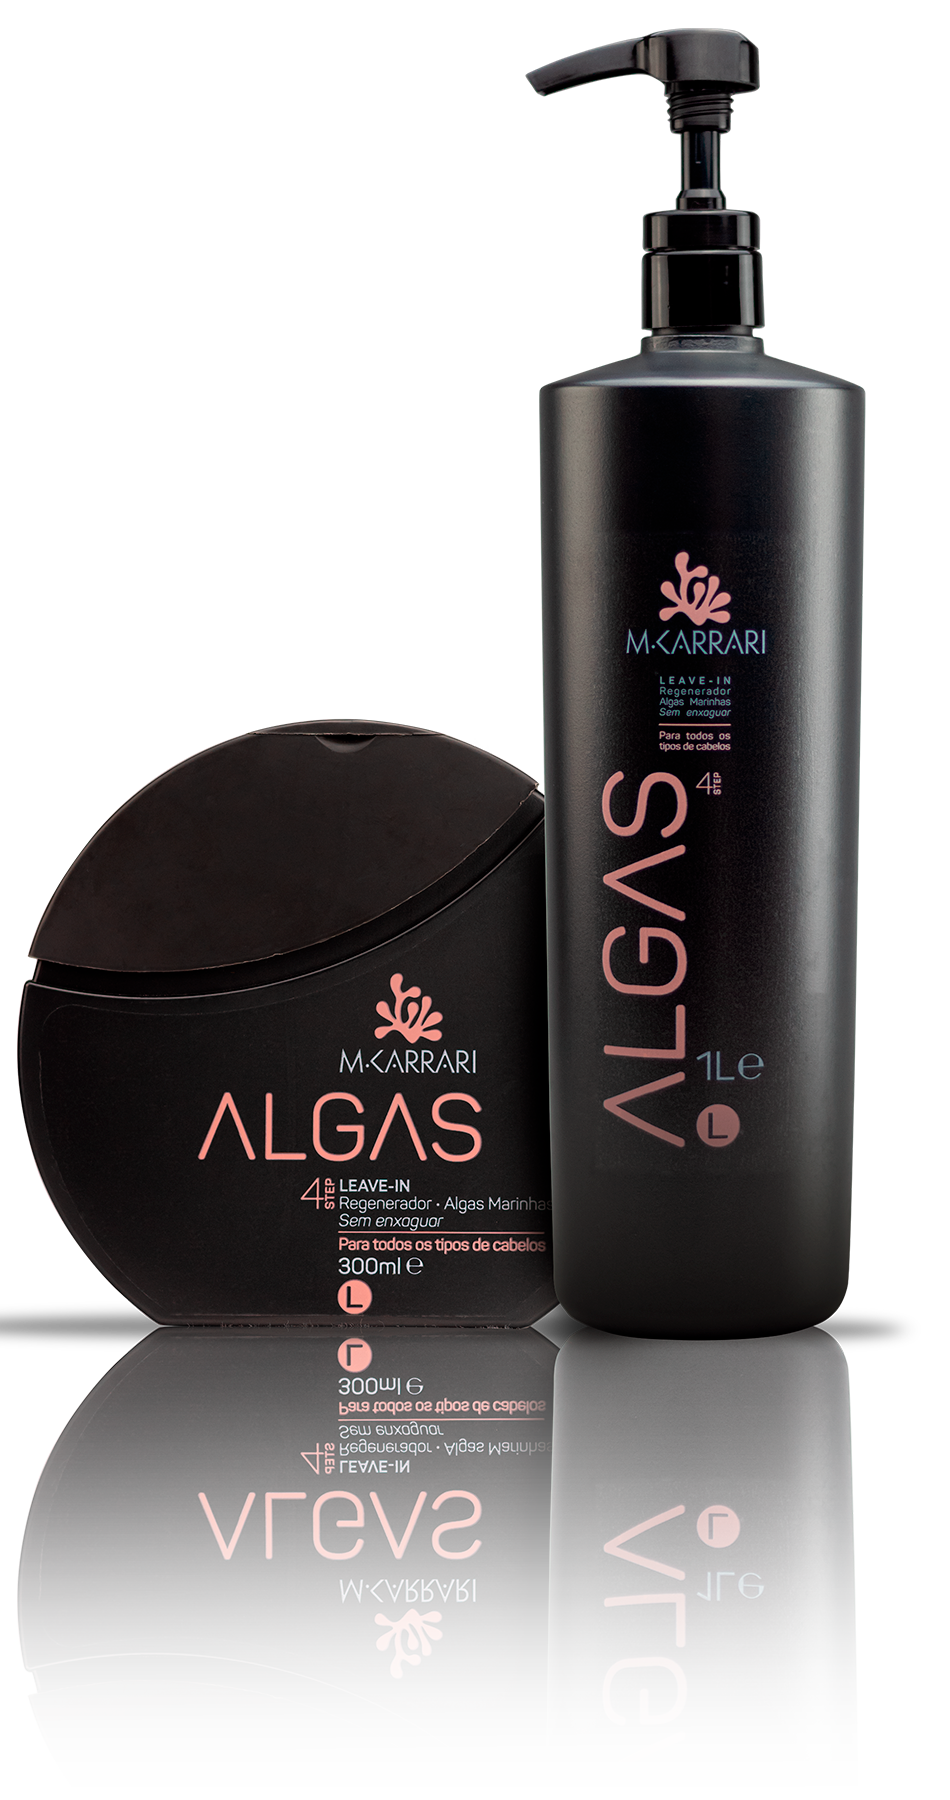 M·CARRARI
ALGAS
4 STEP
LEAVE-IN
Regenerador · Algas Marinhas
Sem enxaguar
Para todos os tipos de cabelos
300ml ℮
L
M·CARRARI
LEAVE-IN
Regenerador
Algas Marinhas
Sem enxaguar
Para todos os
tipos de cabelos
4 STEP
ALGAS
1L ℮
L